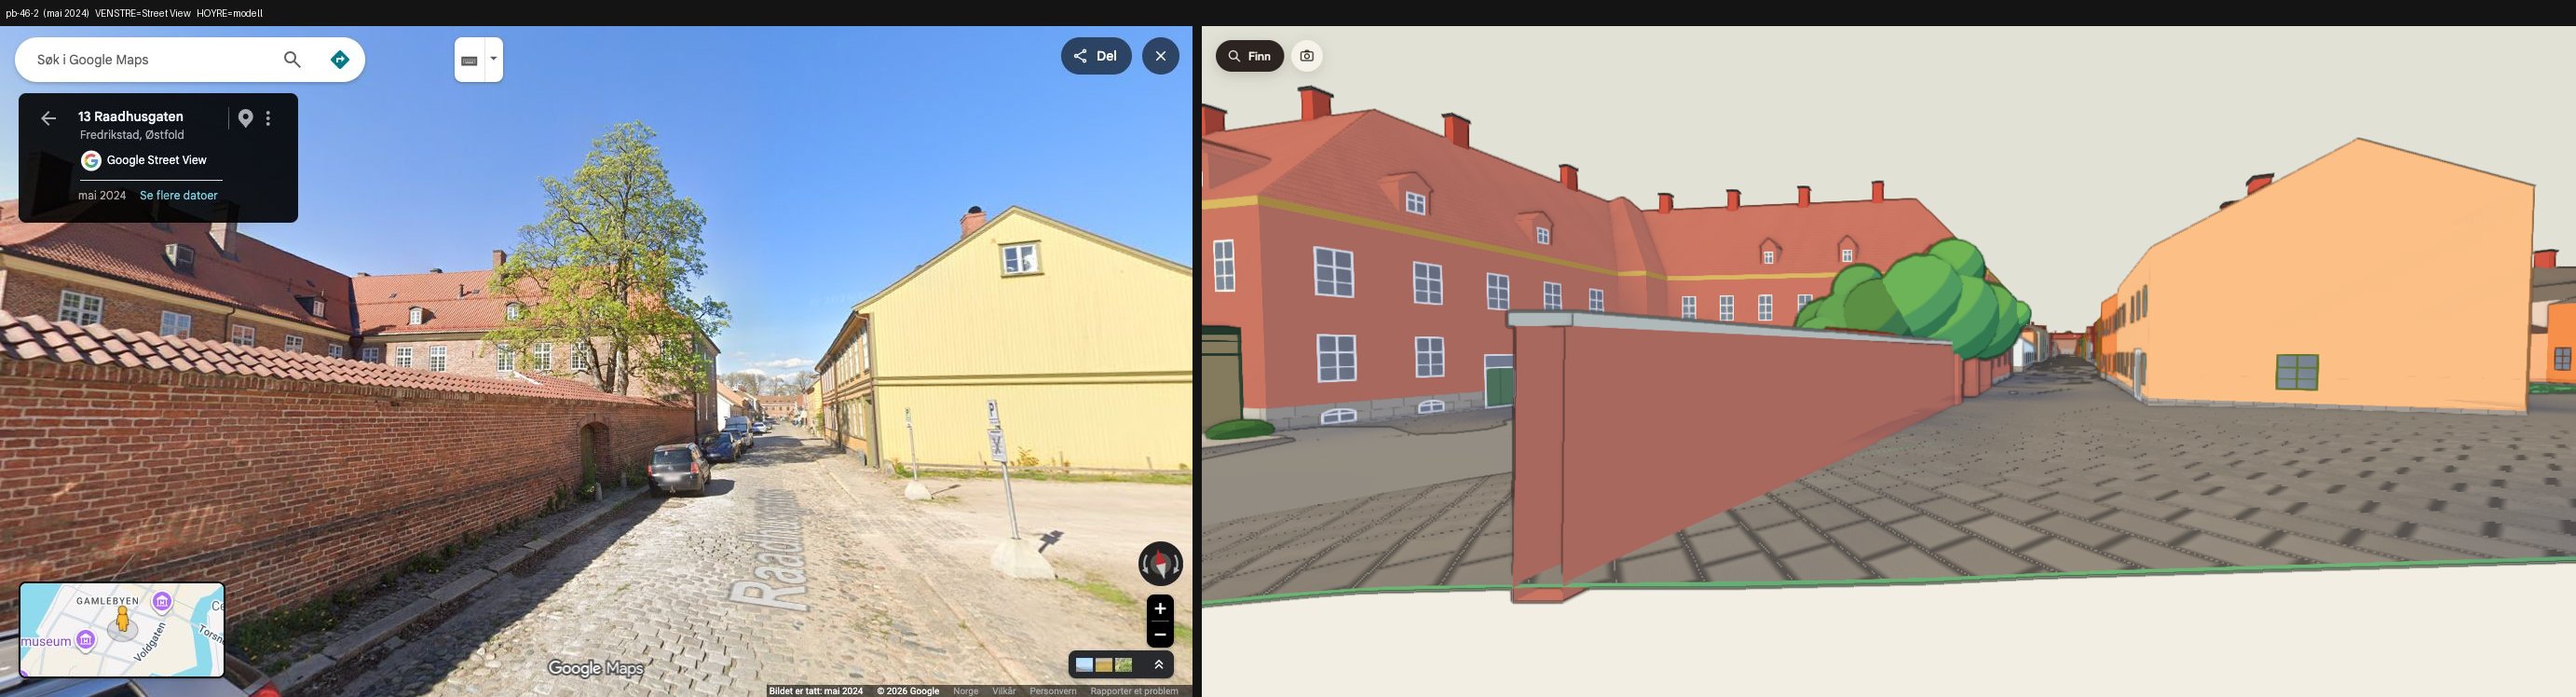 pb-46-2 (mai 2024) VENSTRE=Street View HOYRE=modell
Søk i Google Maps
Del
Finn
13 Raadhusgaten
Fredrikstad, Østfold
Google Street View
mai 2024 Se flere datoer
Raadhusgaten
GAMLEBYEN
museum
Voldgaten
Torsn
Google Maps
Bildet er tatt: mai 2024 © 2026 Google Norge Vilkår Personvern Rapporter et problem